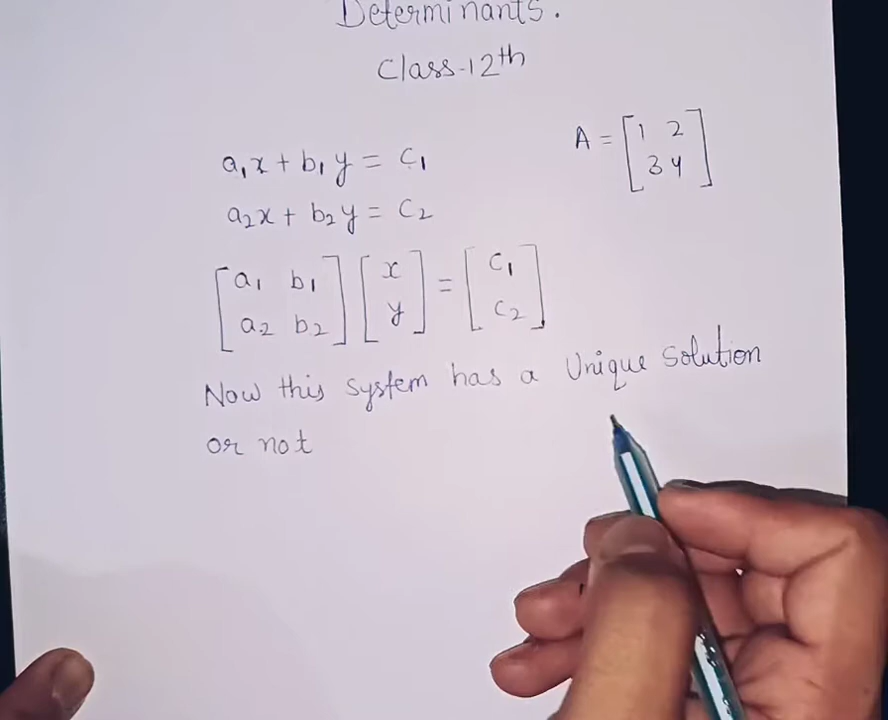 Determinants.
Class-12th
a₁x + b₁y = c₁
a₂x + b₂y = c₂
A = [1 2
3 4]
[a₁ b₁
a₂ b₂] [x
y] = [c₁
c₂]
Now this system has a Unique Solution
or not